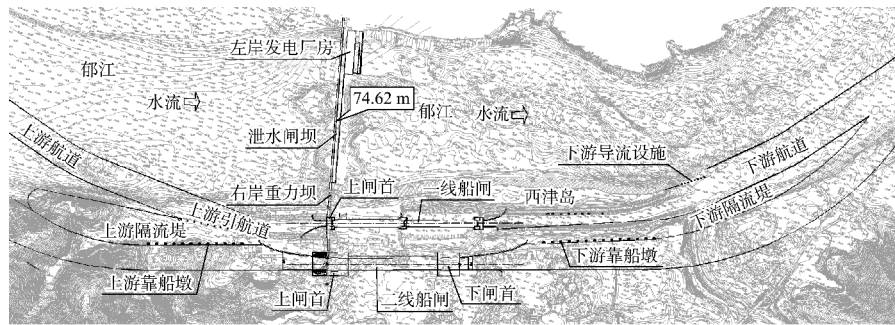 左岸发电厂房
郁江
水流
74.62 m
郁江
水流
泄水闸坝
上游航道
下游导流设施
下游航道
右岸重力坝
上闸首
二线船闸
西津岛
上游引航道
上游隔流堤
下游隔流堤
上游靠船墩
下游靠船墩
上闸首
二线船闸
下闸首